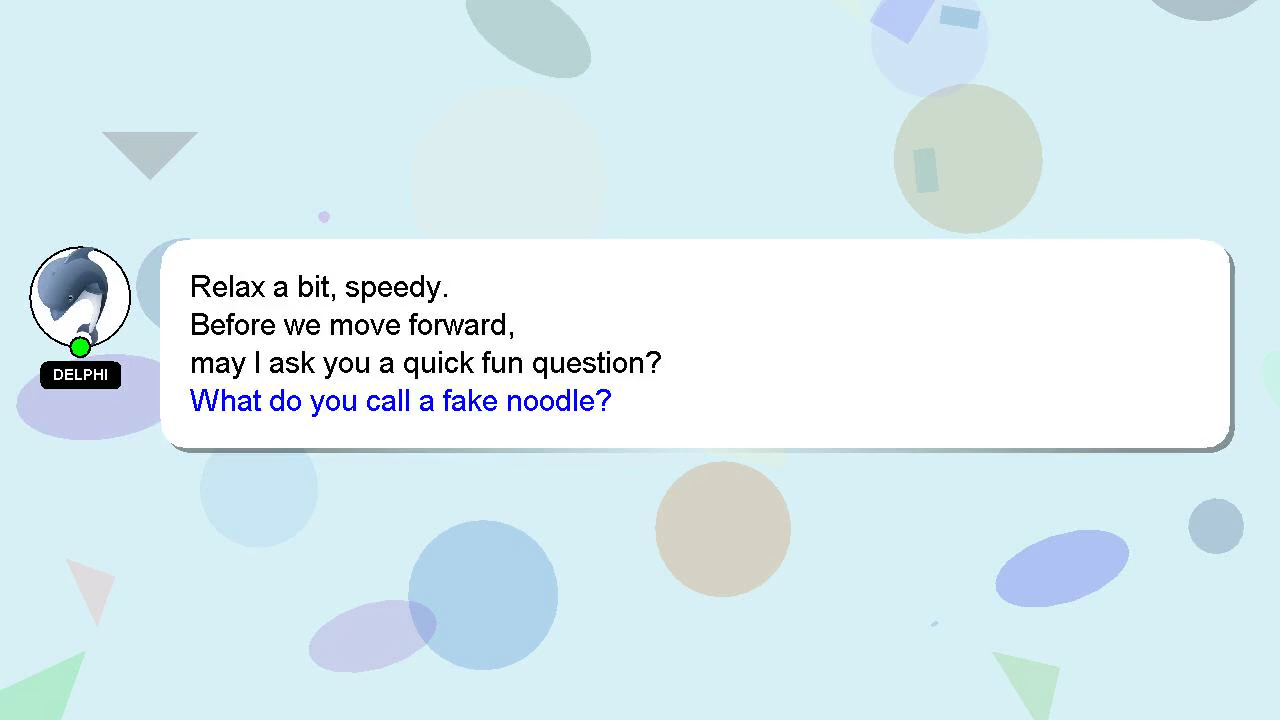 Relax a bit, speedy.
Before we move forward,
may I ask you a quick fun question?
What do you call a fake noodle?
DELPHI